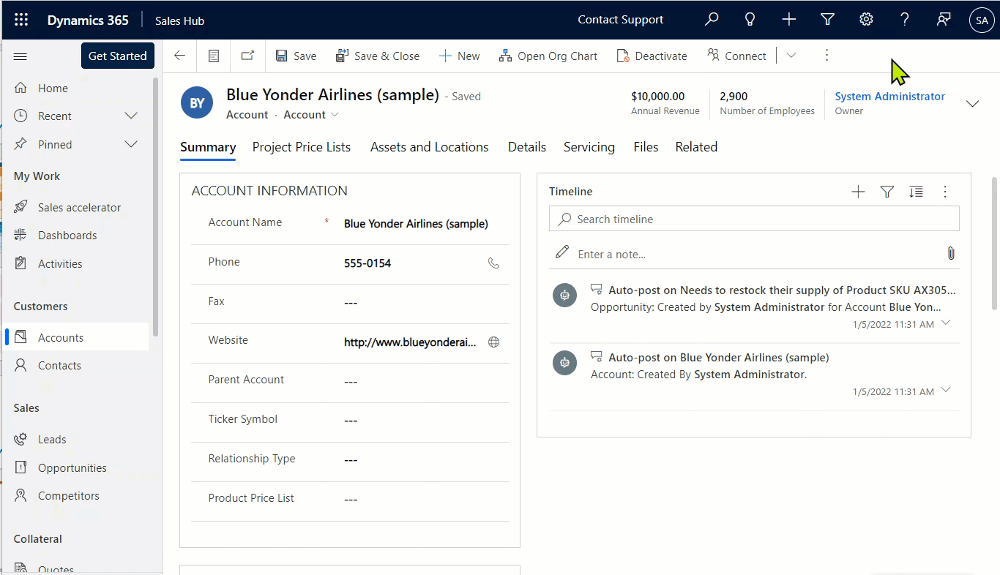 Dynamics 365 Sales Hub Contact Support SA
Get Started
Save Save & Close New Open Org Chart Deactivate Connect
Home
Recent
Pinned
My Work
Sales accelerator
Dashboards
Activities
Customers
Accounts
Contacts
Sales
Leads
Opportunities
Competitors
Collateral
Quotes
BY
Blue Yonder Airlines (sample) - Saved
Account · Account
$10,000.00
Annual Revenue
2,900
Number of Employees
System Administrator
Owner
Summary Project Price Lists Assets and Locations Details Servicing Files Related
ACCOUNT INFORMATION
Account Name * Blue Yonder Airlines (sample)
Phone 555-0154
Fax ---
Website http://www.blueyonderai...
Parent Account ---
Ticker Symbol ---
Relationship Type ---
Product Price List ---
Timeline
Search timeline
Enter a note...
Auto-post on Needs to restock their supply of Product SKU AX305...
Opportunity: Created by System Administrator for Account Blue Yon...
1/5/2022 11:31 AM
Auto-post on Blue Yonder Airlines (sample)
Account: Created By System Administrator.
1/5/2022 11:31 AM